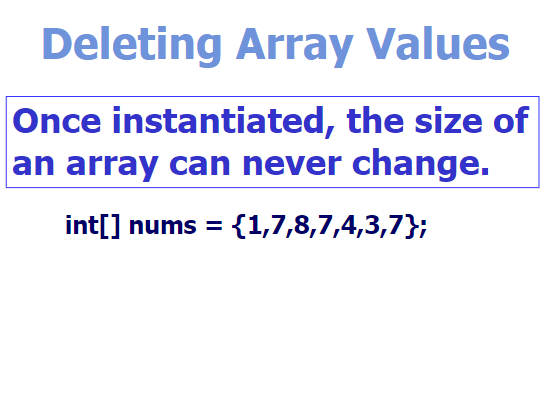 Deleting Array Values
Once instantiated, the size of
an array can never change.
int[] nums = {1,7,8,7,4,3,7};